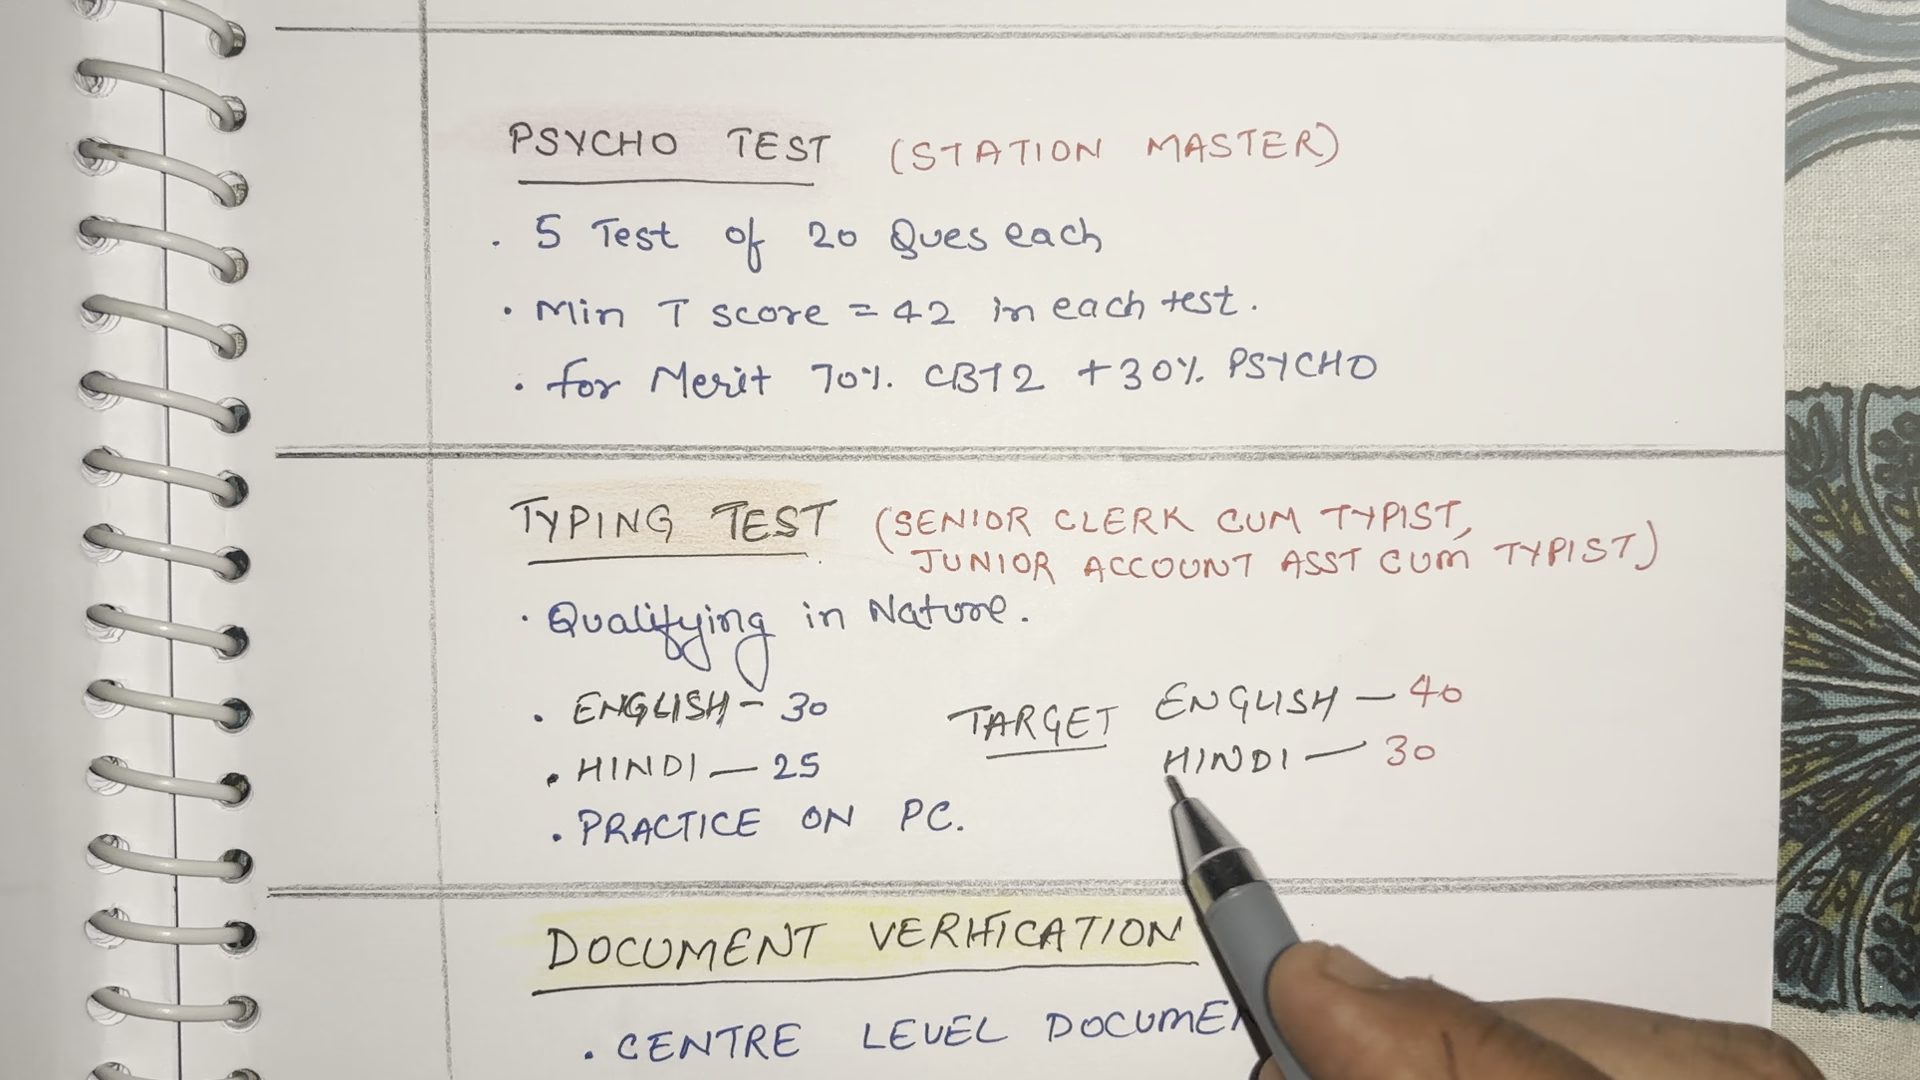 PSYCHO TEST (STATION MASTER)
. 5 Test of 20 Ques each
. Min T score = 42 in each test.
. for Merit 70% CBT2 + 30% PSYCHO
TYPING TEST (SENIOR CLERK CUM TYPIST,
JUNIOR ACCOUNT ASST CUM TYPIST)
. Qualifying in Nature.
. ENGLISH - 30
. HINDI - 25
TARGET ENGLISH - 40
HINDI - 30
. PRACTICE ON PC.
DOCUMENT VERIFICATION
. CENTRE LEVEL